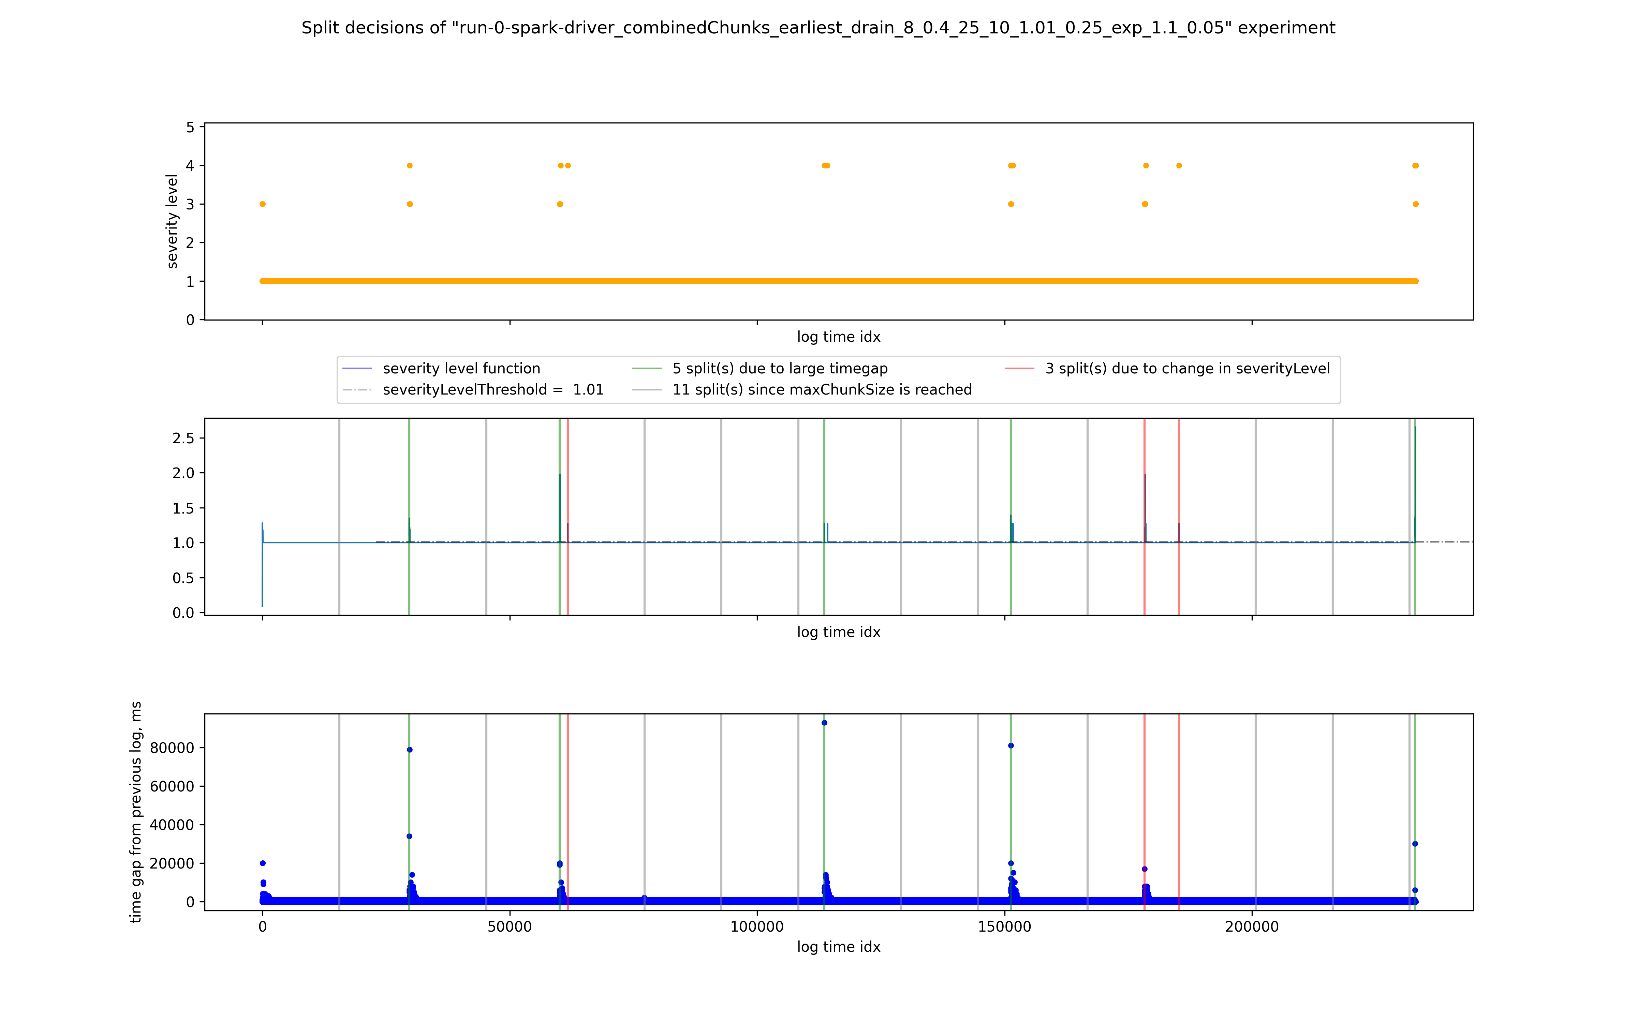 Split decisions of "run-0-spark-driver_combinedChunks_earliest_drain_8_0.4_25_10_1.01_0.25_exp_1.1_0.05" experiment
5
4
3
2
1
0
severity level
log time idx
severity level function
severityLevelThreshold =  1.01
5 split(s) due to large timegap
11 split(s) since maxChunkSize is reached
3 split(s) due to change in severityLevel
2.5
2.0
1.5
1.0
0.5
0.0
log time idx
80000
60000
40000
20000
0
time gap from previous log, ms
0 50000 100000 150000 200000
log time idx